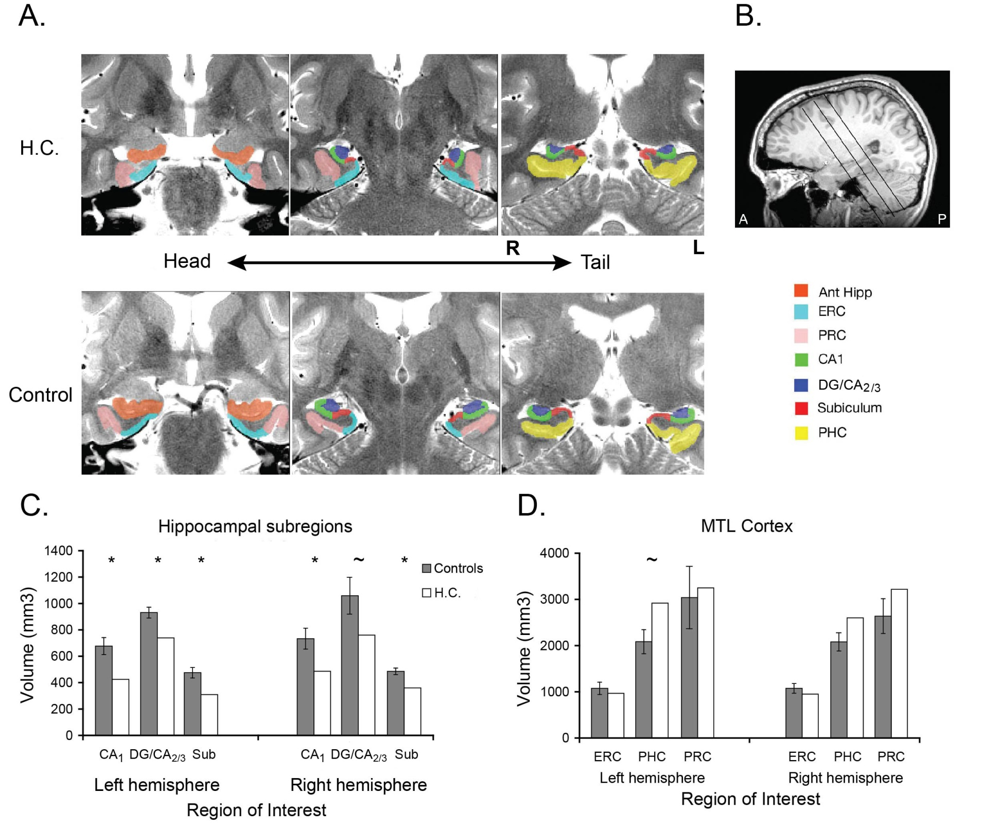 A.
B.
H.C.
A P
R L
Head Tail
Control
Ant Hipp
ERC
PRC
CA1
DG/CA2/3
Subiculum
PHC
C.
Hippocampal subregions
1400
1200
1000
800
600
400
200
0
Volume (mm3)
* * * * ~ *
Controls
H.C.
CA1 DG/CA2/3 Sub CA1 DG/CA2/3 Sub
Left hemisphere Right hemisphere
Region of Interest
D.
MTL Cortex
4000
3000
2000
1000
0
Volume (mm3)
~
ERC PHC PRC ERC PHC PRC
Left hemisphere Right hemisphere
Region of Interest